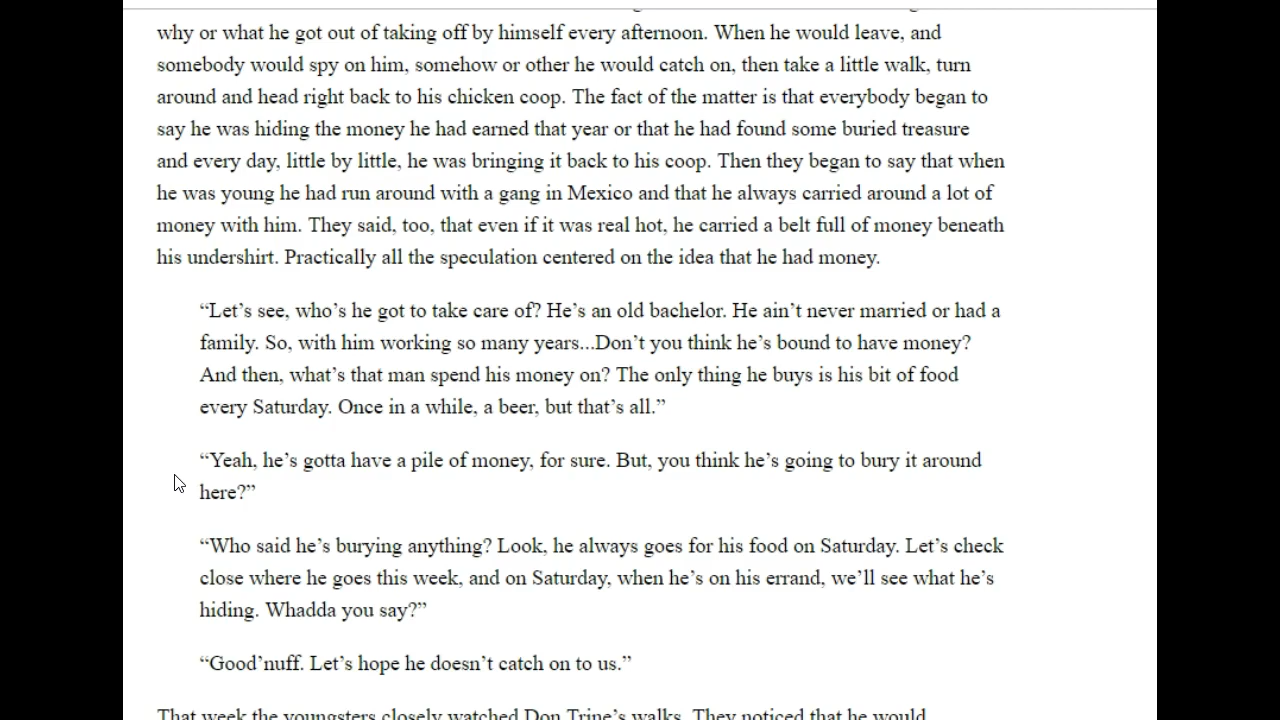 why or what he got out of taking off by himself every afternoon. When he would leave, and
somebody would spy on him, somehow or other he would catch on, then take a little walk, turn
around and head right back to his chicken coop. The fact of the matter is that everybody began to
say he was hiding the money he had earned that year or that he had found some buried treasure
and every day, little by little, he was bringing it back to his coop. Then they began to say that when
he was young he had run around with a gang in Mexico and that he always carried around a lot of
money with him. They said, too, that even if it was real hot, he carried a belt full of money beneath
his undershirt. Practically all the speculation centered on the idea that he had money.
“Let’s see, who’s he got to take care of? He’s an old bachelor. He ain’t never married or had a
family. So, with him working so many years...Don’t you think he’s bound to have money?
And then, what’s that man spend his money on? The only thing he buys is his bit of food
every Saturday. Once in a while, a beer, but that’s all.”
“Yeah, he’s gotta have a pile of money, for sure. But, you think he’s going to bury it around
here?”
“Who said he’s burying anything? Look, he always goes for his food on Saturday. Let’s check
close where he goes this week, and on Saturday, when he’s on his errand, we’ll see what he’s
hiding. Whadda you say?”
“Good’nuff. Let’s hope he doesn’t catch on to us.”
That week the youngsters closely watched Don Trine’s walks. They noticed that he would